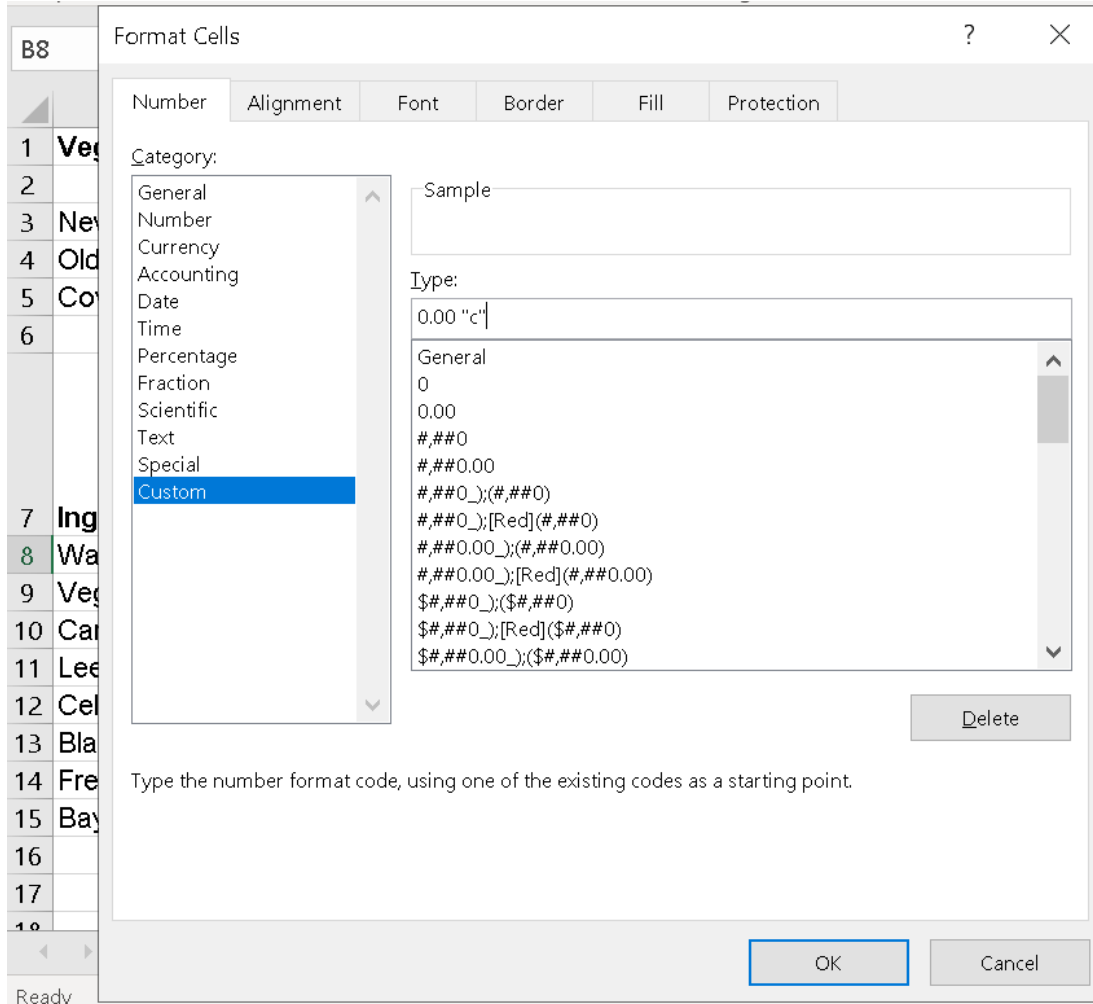 B8
Format Cells
?
Number Alignment Font Border Fill Protection
Category:
General
Number
Currency
Accounting
Date
Time
Percentage
Fraction
Scientific
Text
Special
Custom
Sample
Type:
0.00 "c"
General
0
0.00
#,##0
#,##0.00
#,##0_);(#,##0)
#,##0_);[Red](#,##0)
#,##0.00_);(#,##0.00)
#,##0.00_);[Red](#,##0.00)
$#,##0_);($#,##0)
$#,##0_);[Red]($#,##0)
$#,##0.00_);($#,##0.00)
Delete
Type the number format code, using one of the existing codes as a starting point.
OK Cancel
1 Veg
2
3 Nev
4 Old
5 Cov
6
7 Ing
8 Wa
9 Veg
10 Car
11 Lee
12 Cel
13 Bla
14 Fre
15 Bay
16
17
Ready